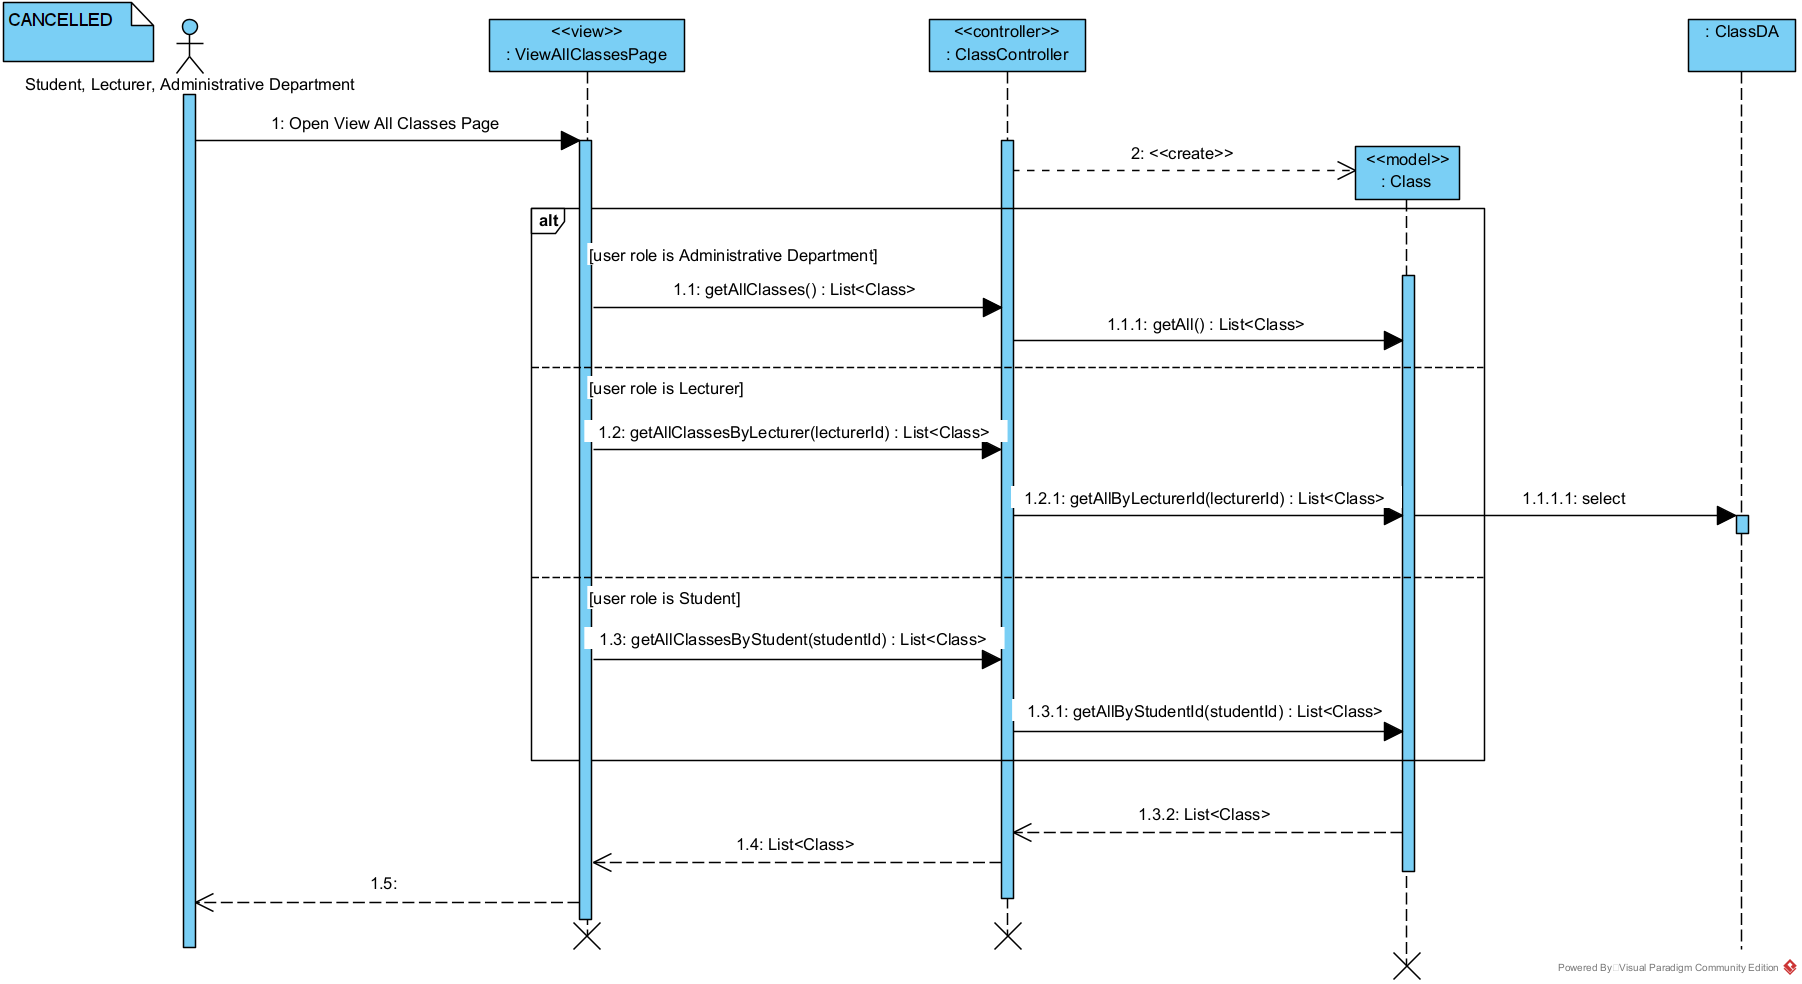 CANCELLED
Student, Lecturer, Administrative Department
<<view>>
: ViewAllClassesPage
<<controller>>
: ClassController
: ClassDA
1: Open View All Classes Page
2: <<create>>
<<model>>
: Class
alt
[user role is Administrative Department]
1.1: getAllClasses() : List<Class>
1.1.1: getAll() : List<Class>
[user role is Lecturer]
1.2: getAllClassesByLecturer(lecturerId) : List<Class>
1.2.1: getAllByLecturerId(lecturerId) : List<Class>
1.1.1.1: select
[user role is Student]
1.3: getAllClassesByStudent(studentId) : List<Class>
1.3.1: getAllByStudentId(studentId) : List<Class>
1.3.2: List<Class>
1.4: List<Class>
1.5:
Powered By Visual Paradigm Community Edition